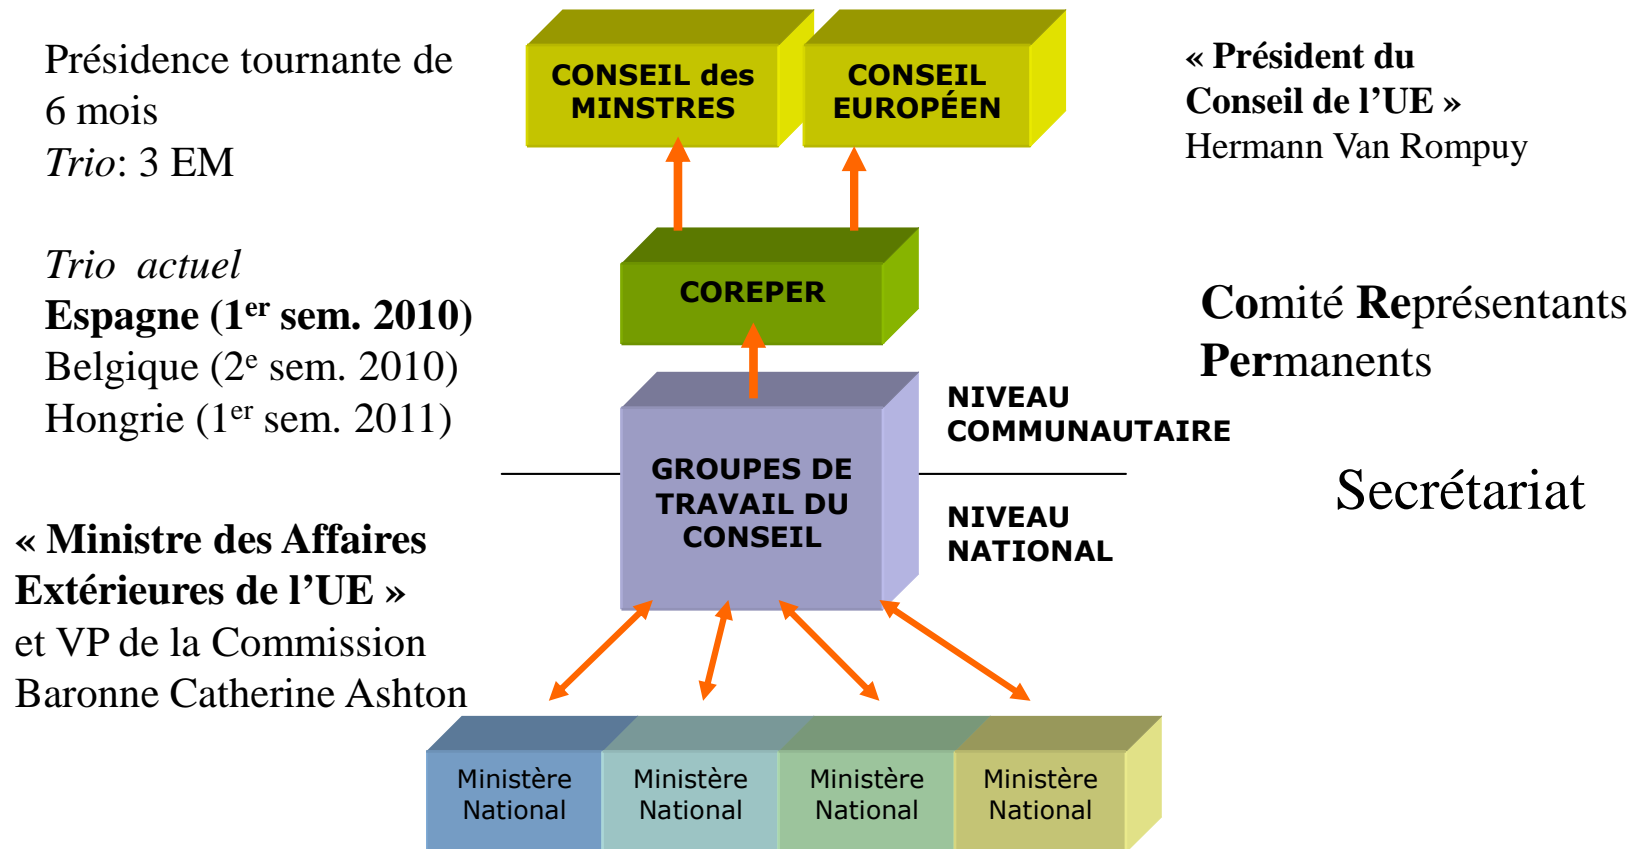 Présidence tournante de
6 mois
Trio: 3 EM
Trio actuel
Espagne (1er sem. 2010)
Belgique (2e sem. 2010)
Hongrie (1er sem. 2011)
« Ministre des Affaires
Extérieures de l’UE »
et VP de la Commission
Baronne Catherine Ashton
CONSEIL des
MINSTRES
CONSEIL
EUROPÉEN
COREPER
GROUPES DE
TRAVAIL DU
CONSEIL
NIVEAU
COMMUNAUTAIRE
NIVEAU
NATIONAL
Ministère
National
Ministère
National
Ministère
National
Ministère
National
« Président du
Conseil de l’UE »
Hermann Van Rompuy
Comité Représentants
Permanents
Secrétariat